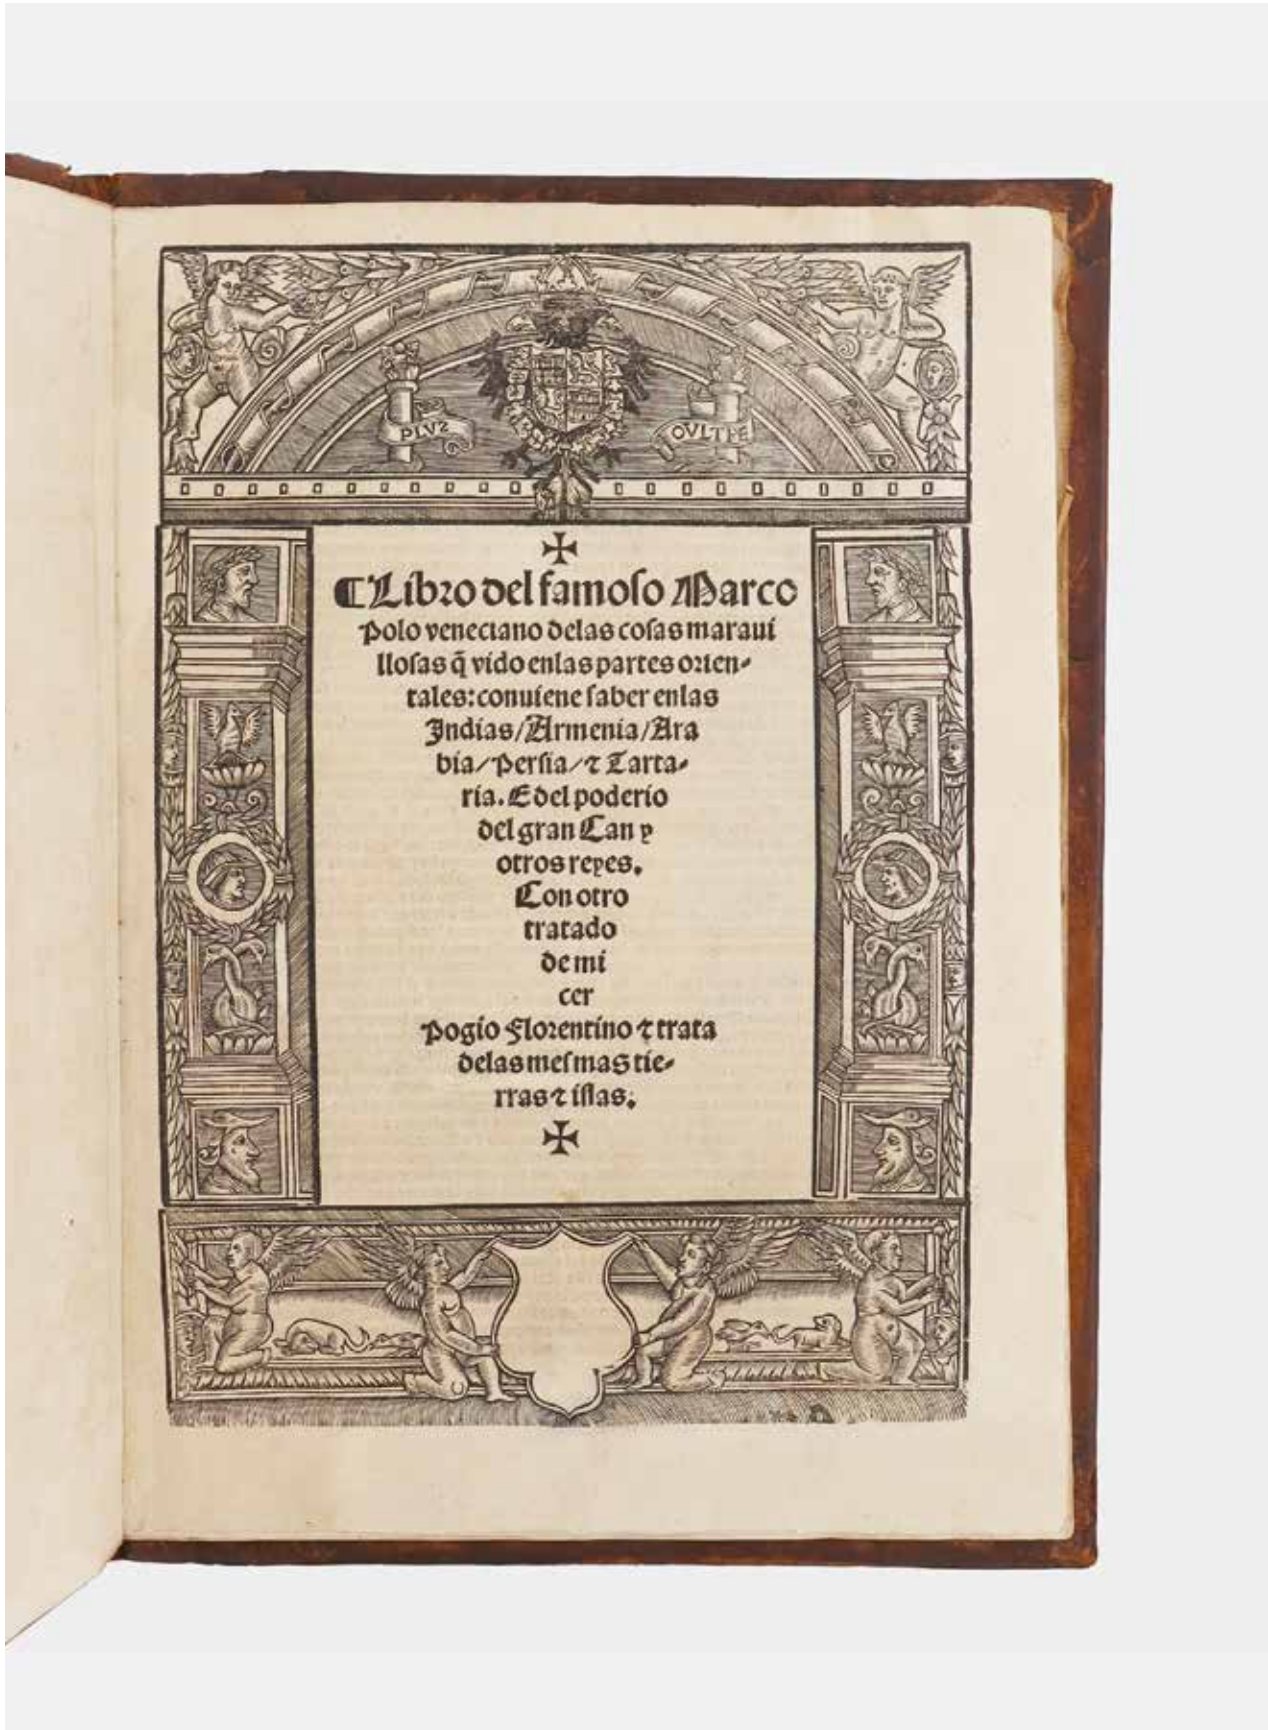 PLVS
OVLTRE
✠
¶Libro del famoſo Marco
Polo veneciano delas coſas maraui
lloſas q̃ vido enlas partes orien-
tales: conuiene ſaber enlas
Indias/Armenia/Ara
bia/Perſia/⁊ Tarta-
ria. E del poderio
del gran Can y
otros reyes.
Con otro
tratado
de mi
cer
Pogio Florentino ⁊ trata
delas meſmas tie-
rras ⁊ iſlas.
✠